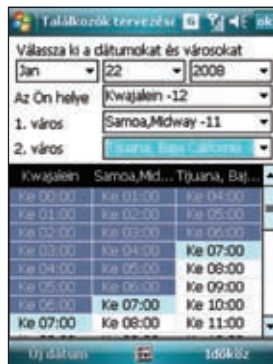 Találkozók tervezése ok
Válassza ki a dátumokat és városokat
Jan 22 2008
Az Ön helye Kwajalein -12
1. város Samoa,Midway -11
2. város Tijuana, Baja California
Kwajalein Samoa,Mid... Tijuana, Baj...
Ke 00:00 Ke 01:00 Ke 04:00
Ke 01:00 Ke 02:00 Ke 05:00
Ke 02:00 Ke 03:00 Ke 06:00
Ke 03:00 Ke 04:00 Ke 07:00
Ke 04:00 Ke 05:00 Ke 08:00
Ke 05:00 Ke 06:00 Ke 09:00
Ke 06:00 Ke 07:00 Ke 10:00
Ke 07:00 Ke 08:00 Ke 11:00
Új dátum Időköz